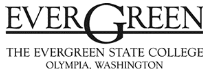 EVERGREEN
THE EVERGREEN STATE COLLEGE
OLYMPIA, WASHINGTON